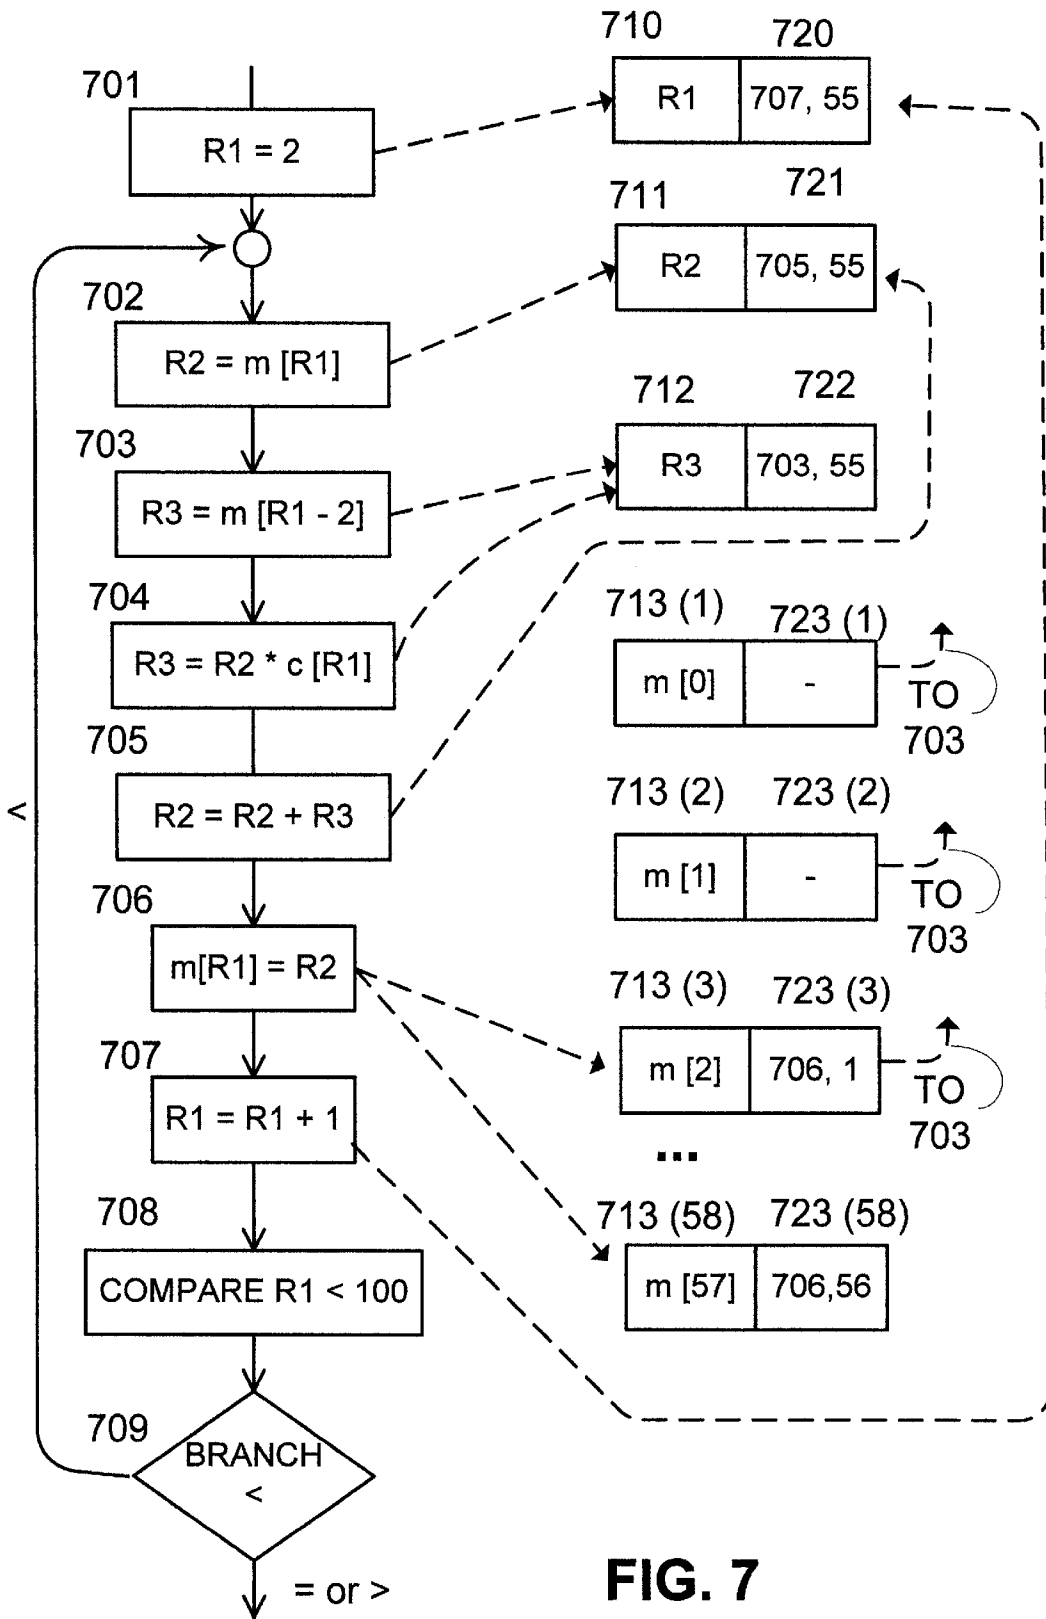 701
R1 = 2
702
R2 = m [R1]
703
R3 = m [R1 - 2]
704
R3 = R2 * c [R1]
705
R2 = R2 + R3
<
706
m[R1] = R2
707
R1 = R1 + 1
708
COMPARE R1 < 100
709
BRANCH
<
= or >
710 720
R1 707, 55
711 721
R2 705, 55
712 722
R3 703, 55
713 (1) 723 (1)
m [0] -
TO
703
713 (2) 723 (2)
m [1] -
TO
703
713 (3) 723 (3)
m [2] 706, 1
TO
703
...
713 (58) 723 (58)
m [57] 706,56
FIG. 7